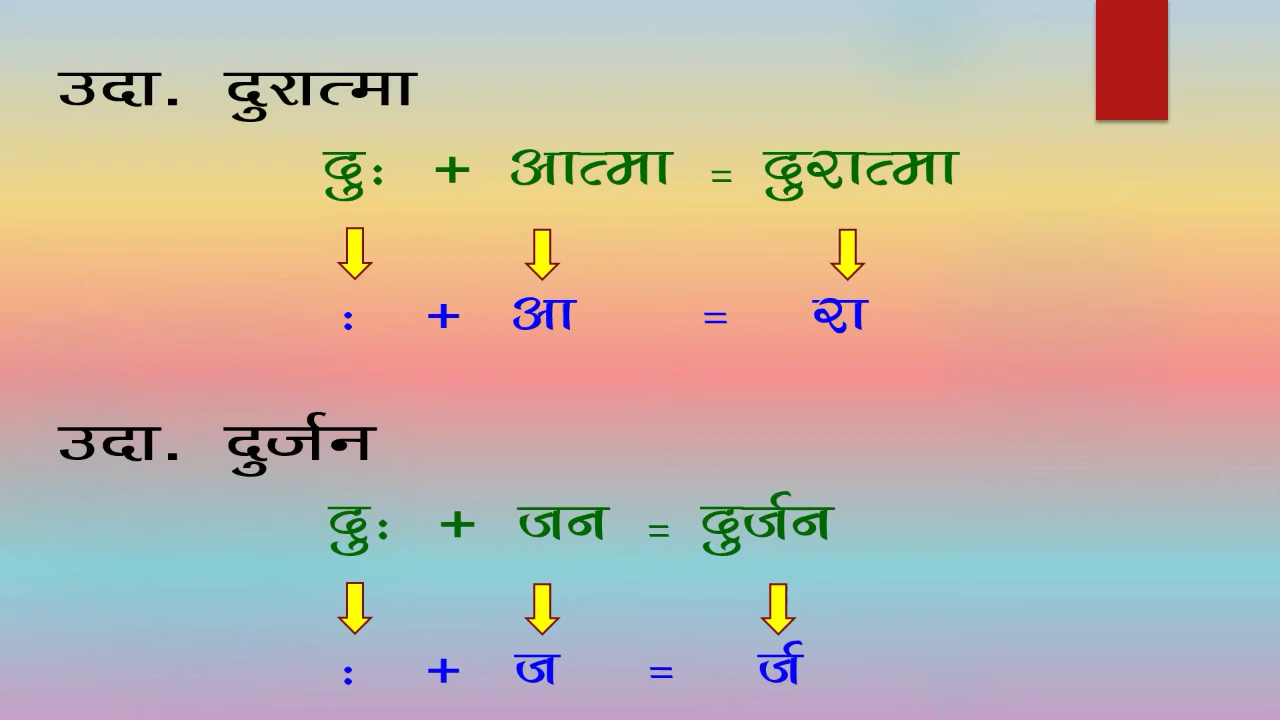 उदा. दुरात्मा
दुः + आत्मा = दुरात्मा
: + आ = रा
उदा. दुर्जन
दुः + जन = दुर्जन
: + ज = र्ज